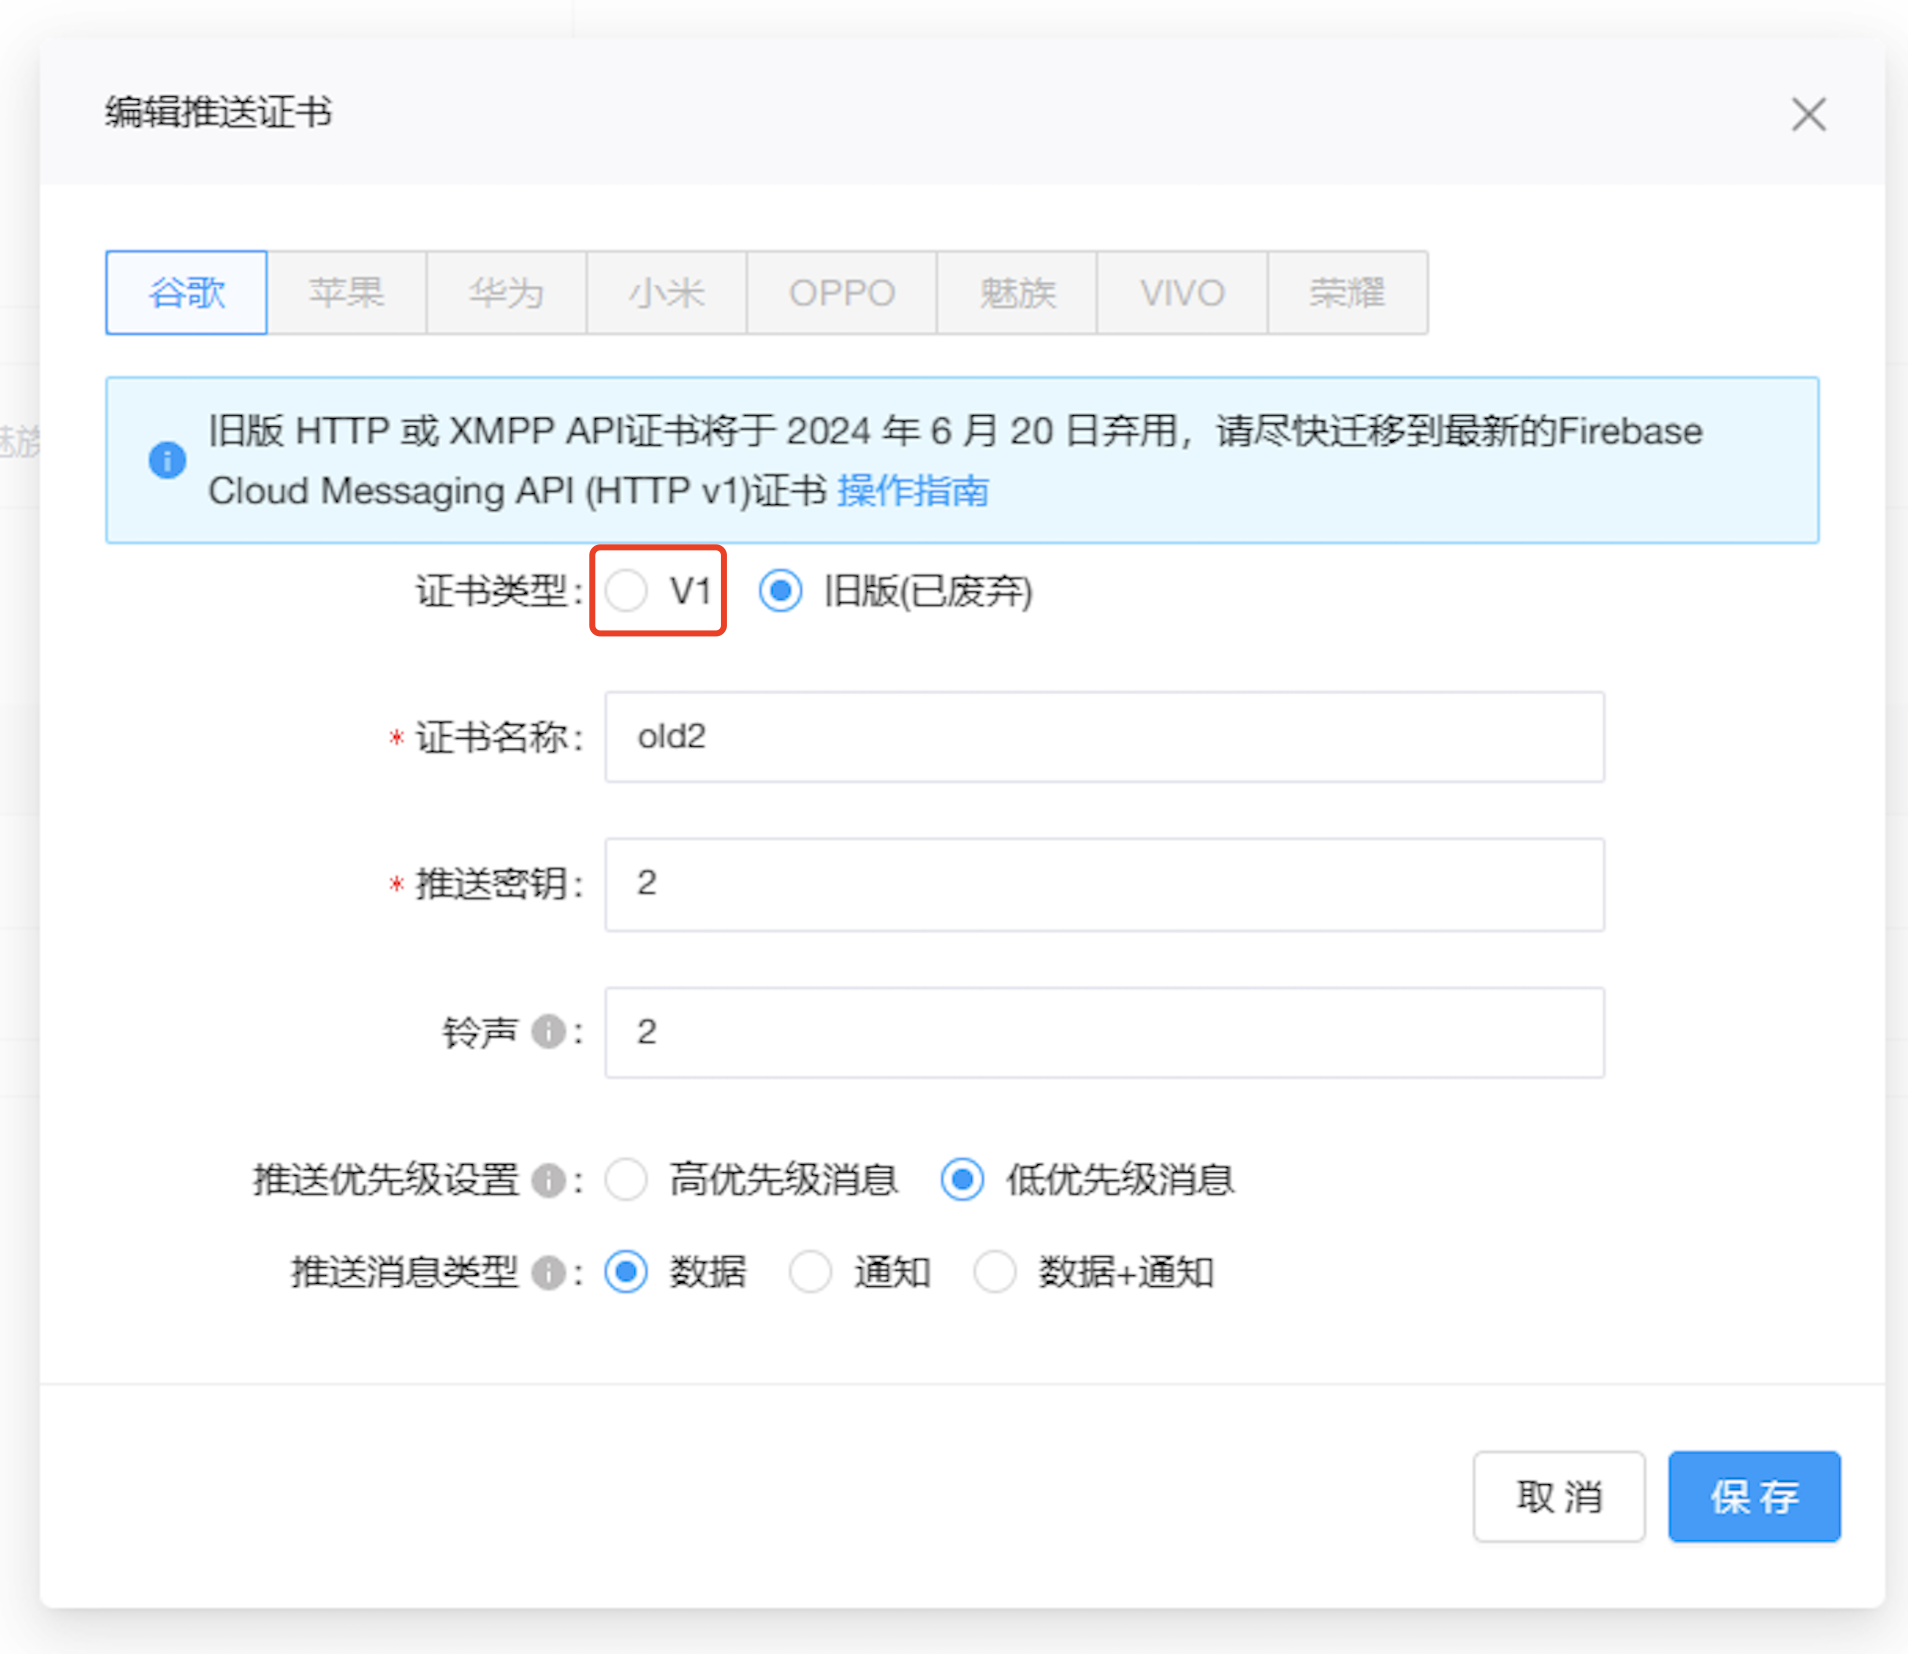 编辑推送证书
谷歌 苹果 华为 小米 OPPO 魅族 VIVO 荣耀
旧版 HTTP 或 XMPP API证书将于 2024 年 6 月 20 日弃用，请尽快迁移到最新的Firebase
Cloud Messaging API (HTTP v1)证书 操作指南
魅族
证书类型： V1 旧版(已废弃)
* 证书名称： old2
* 推送密钥： 2
铃声 ： 2
推送优先级设置 ： 高优先级消息 低优先级消息
推送消息类型 ： 数据 通知 数据+通知
取 消 保 存